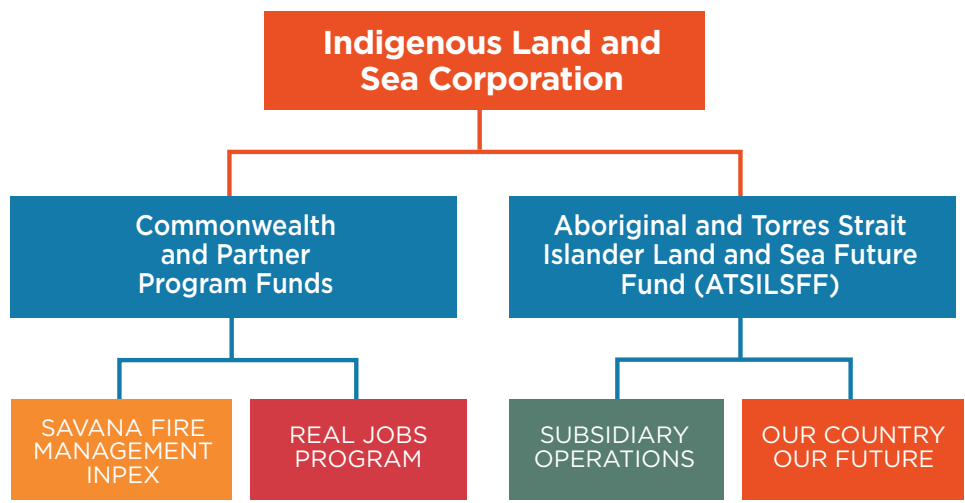 Indigenous Land and
Sea Corporation
Commonwealth
and Partner
Program Funds
Aboriginal and Torres Strait
Islander Land and Sea Future
Fund (ATSILSFF)
SAVANA FIRE
MANAGEMENT
INPEX
REAL JOBS
PROGRAM
SUBSIDIARY
OPERATIONS
OUR COUNTRY
OUR FUTURE